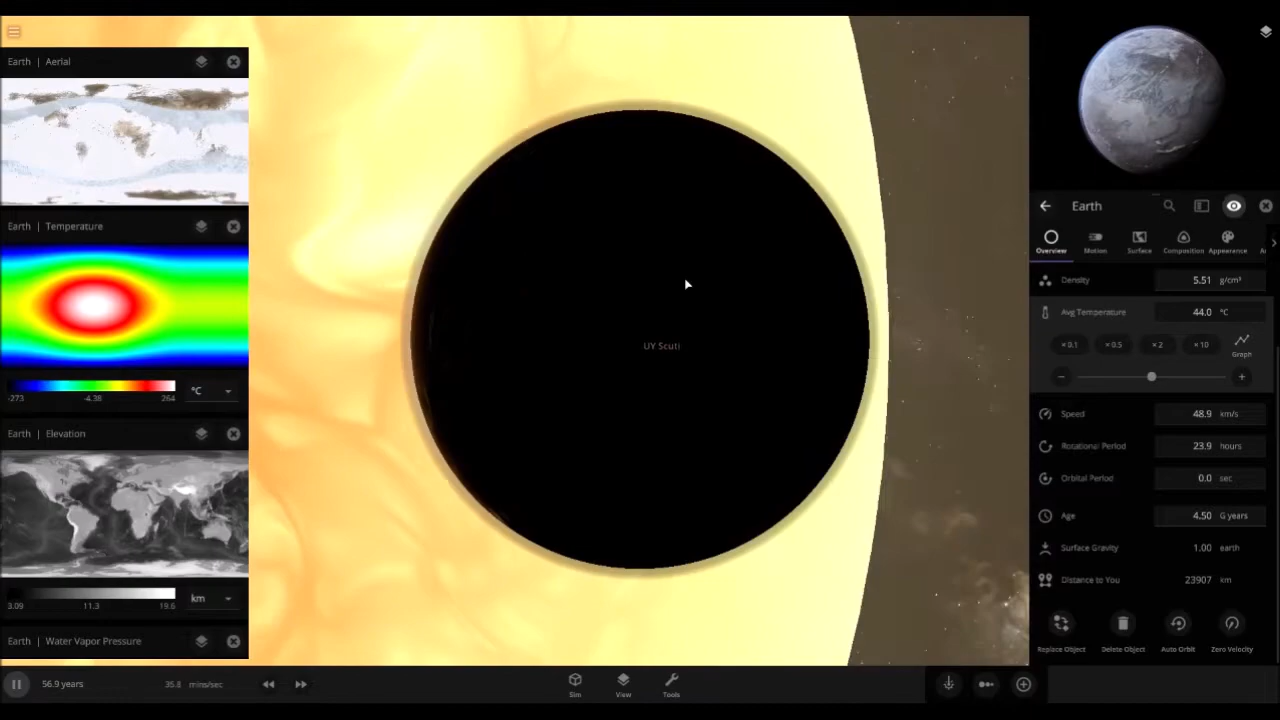 Earth | Aerial
Earth | Temperature
-273 -4.38 264
°C
Earth | Elevation
3.09 11.3 19.6
km
Earth | Water Vapor Pressure
UY Scuti
Earth
Overview Motion Surface Composition Appearance
Density 5.51 g/cm³
Avg Temperature 44.0 °C
× 0.1 × 0.5 × 2 × 10 Graph
Speed 48.9 km/s
Rotational Period 23.9 hours
Orbital Period 0.0 sec
Age 4.50 G years
Surface Gravity 1.00 earth
Distance to You 23907 km
Replace Object Delete Object Auto Orbit Zero Velocity
56.9 years 35.8 mins/sec
Sim View Tools